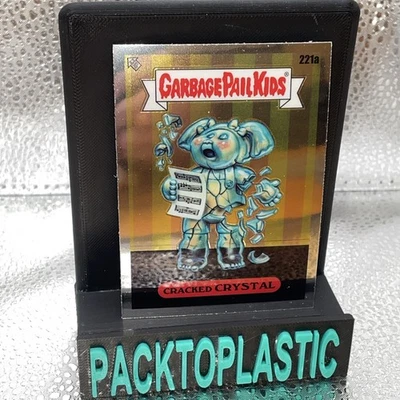 221a
GARBAGE PAIL KIDS®
CRACKED CRYSTAL
PACKTOPLASTIC